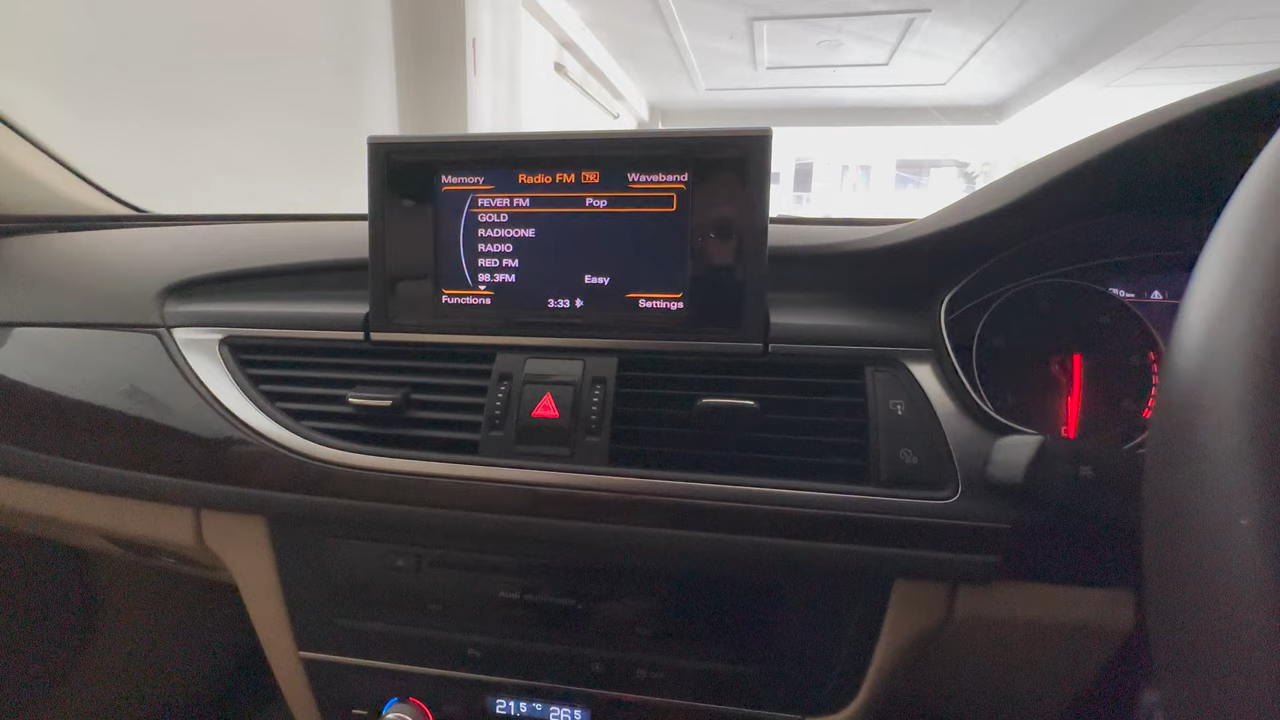 Memory Radio FM TP Waveband
FEVER FM Pop
GOLD
RADIOONE
RADIO
RED FM
98.3FM Easy
Functions 3:33 Settings
21.5 °C 26.5